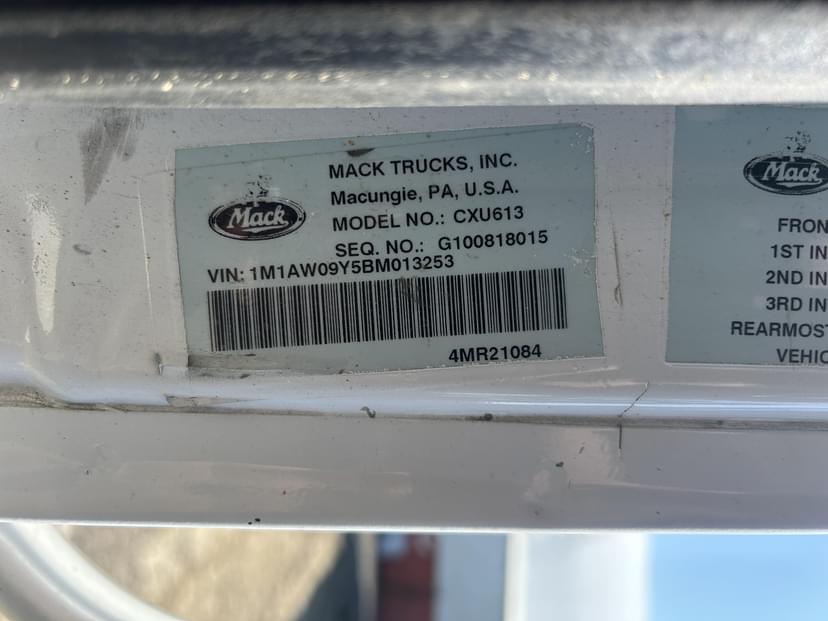 Mack
MACK TRUCKS, INC.
Macungie, PA, U.S.A.
MODEL NO.: CXU613
SEQ. NO.: G100818015
VIN: 1M1AW09Y5BM013253
4MR21084
Mack
FRON
1ST IN
2ND IN
3RD IN
REARMOST
VEHIC